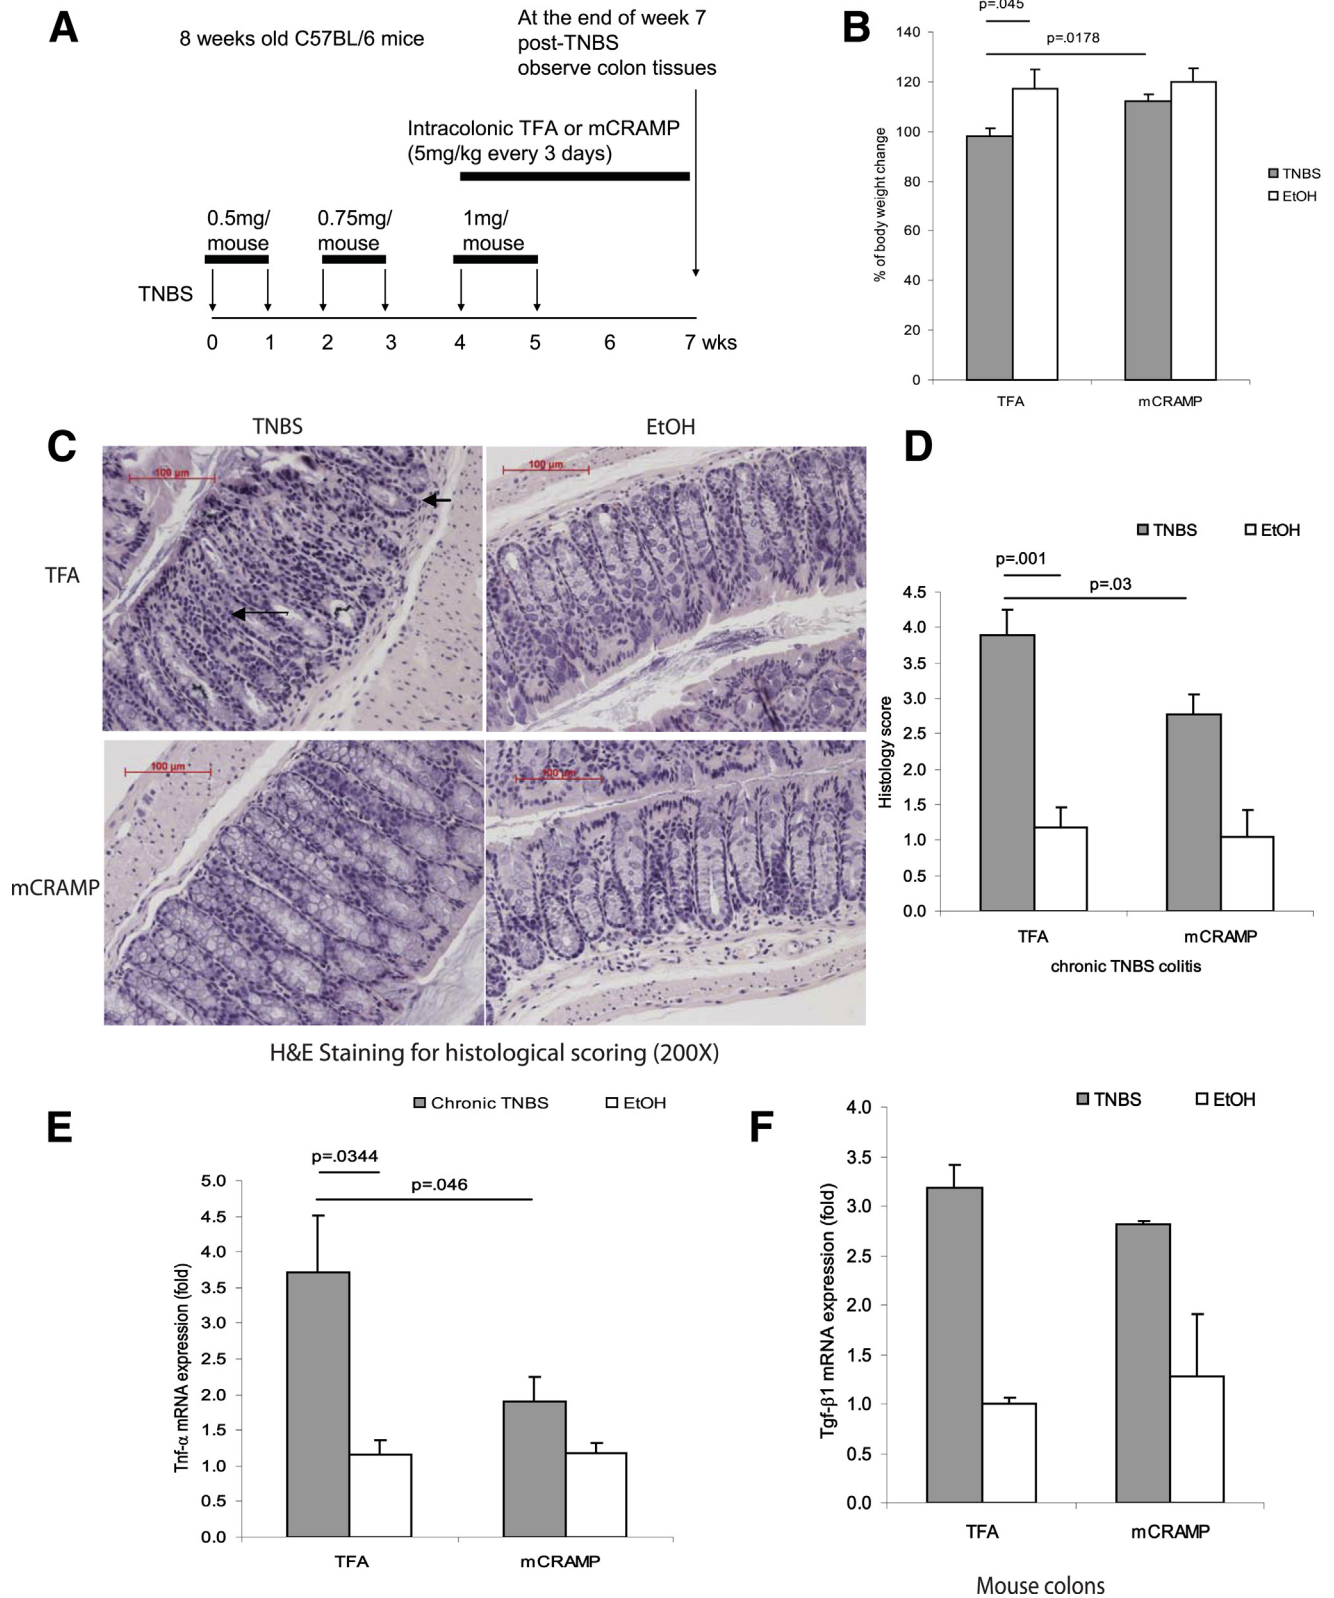 A
8 weeks old C57BL/6 mice
At the end of week 7
post-TNBS
observe colon tissues
Intracolonic TFA or mCRAMP
(5mg/kg every 3 days)
0.5mg/
mouse
0.75mg/
mouse
1mg/
mouse
TNBS
0 1 2 3 4 5 6 7 wks
B
p=.045
p=.0178
140
120
100
80
60
40
20
0
% of body weight change
TFA mCRAMP
TNBS
EtOH
C
TNBS EtOH
TFA
mCRAMP
100 µm
100 µm
100 µm
100 µm
H&E Staining for histological scoring (200X)
D
TNBS EtOH
p=.001
p=.03
4.5
4.0
3.5
3.0
2.5
2.0
1.5
1.0
0.5
0.0
Histology score
TFA mCRAMP
chronic TNBS colitis
E
Chronic TNBS EtOH
p=.0344
p=.046
5.0
4.5
4.0
3.5
3.0
2.5
2.0
1.5
1.0
0.5
0.0
Tnf-α mRNA expression (fold)
TFA mCRAMP
F
TNBS EtOH
4.0
3.5
3.0
2.5
2.0
1.5
1.0
0.5
0.0
Tgf-β1 mRNA expression (fold)
TFA mCRAMP
Mouse colons